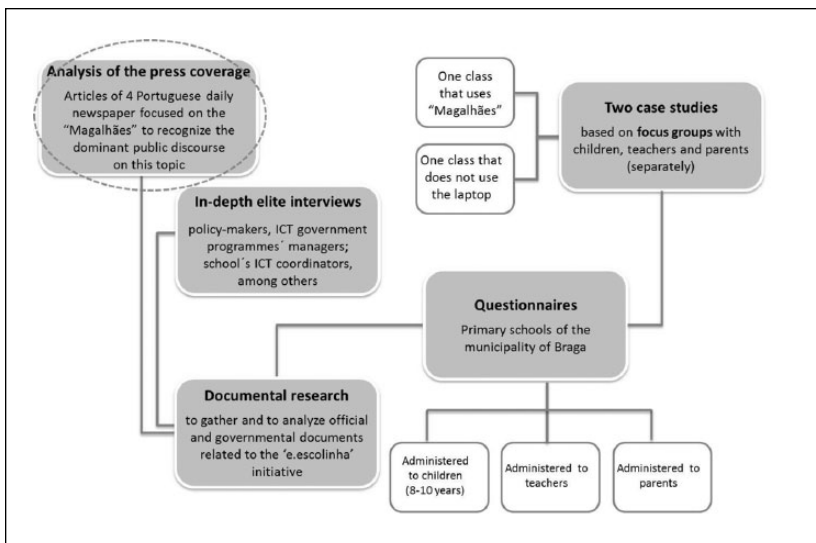 Analysis of the press coverage
Articles of 4 Portuguese daily
newspaper focused on the
“Magalhães” to recognize the
dominant public discourse
on this topic
In-depth elite interviews
policy-makers, ICT government
programmes´ managers;
school´s ICT coordinators,
among others
Documental research
to gather and to analyze official
and governmental documents
related to the ‘e.escolinha’
initiative
One class
that uses
“Magalhães”
One class that
does not use
the laptop
Two case studies
based on focus groups with
children, teachers and parents
(separately)
Questionnaires
Primary schools of the
municipality of Braga
Administered
to children
(8-10 years)
Administered to
teachers
Administered to
parents